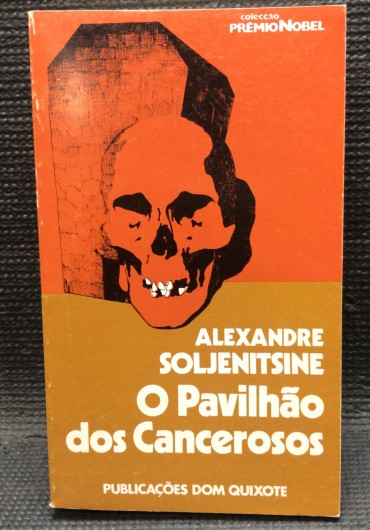 colecção
PRÉMIO NOBEL
ALEXANDRE
SOLJENITSINE
O Pavilhão
dos Cancerosos
PUBLICAÇÕES DOM QUIXOTE